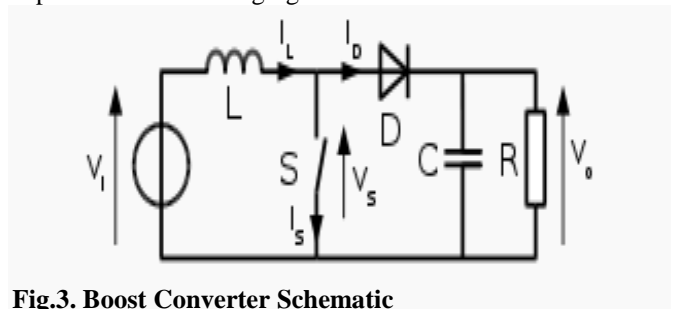 I_L I_D
L
D
V_I S V_S C R V_o
I_S
Fig.3. Boost Converter Schematic